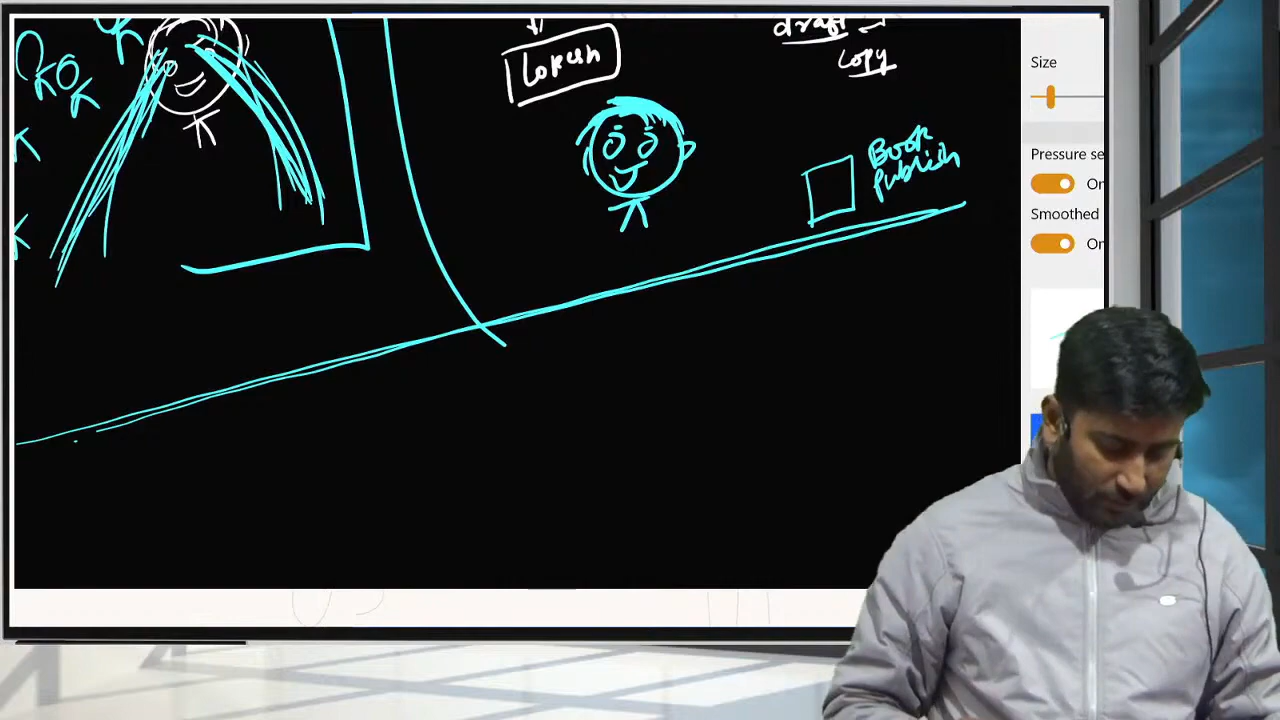 draft
copy
Lokesh
Book
Publish
Size
Pressure se
On
Smoothed
On